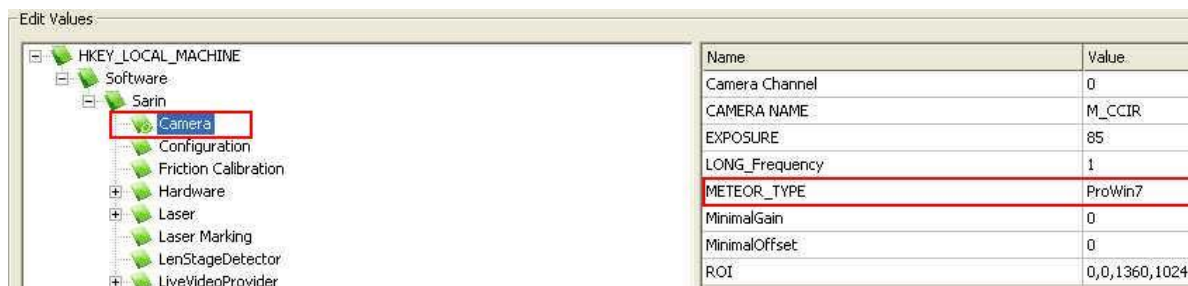 Edit Values
HKEY_LOCAL_MACHINE
Software
Sarin
Camera
Configuration
Friction Calibration
Hardware
Laser
Laser Marking
LenStageDetector
LiveVideoProvider
Name Value
Camera Channel 0
CAMERA NAME M_CCIR
EXPOSURE 85
LONG_Frequency 1
METEOR_TYPE ProWin7
MinimalGain 0
MinimalOffset 0
ROI 0,0,1360,1024